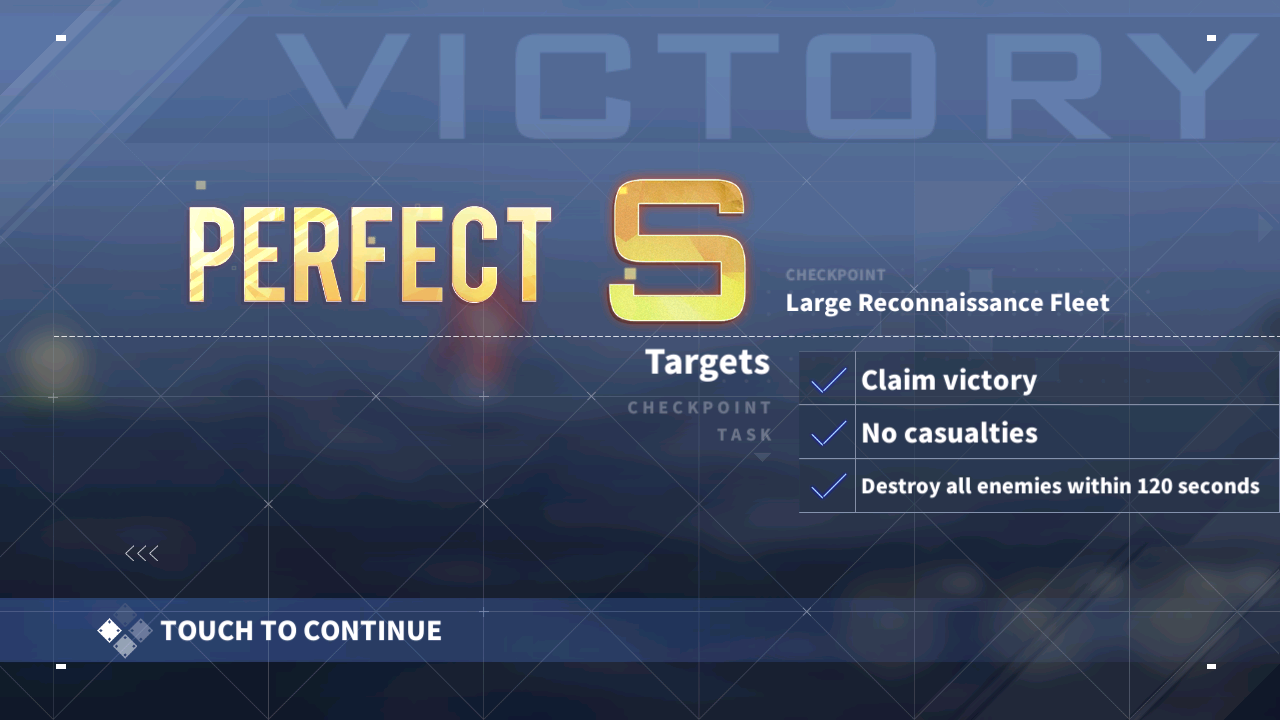 VICTORY
PERFECT S
CHECKPOINT
Large Reconnaissance Fleet
Targets
CHECKPOINT
TASK
Claim victory
No casualties
Destroy all enemies within 120 seconds
TOUCH TO CONTINUE